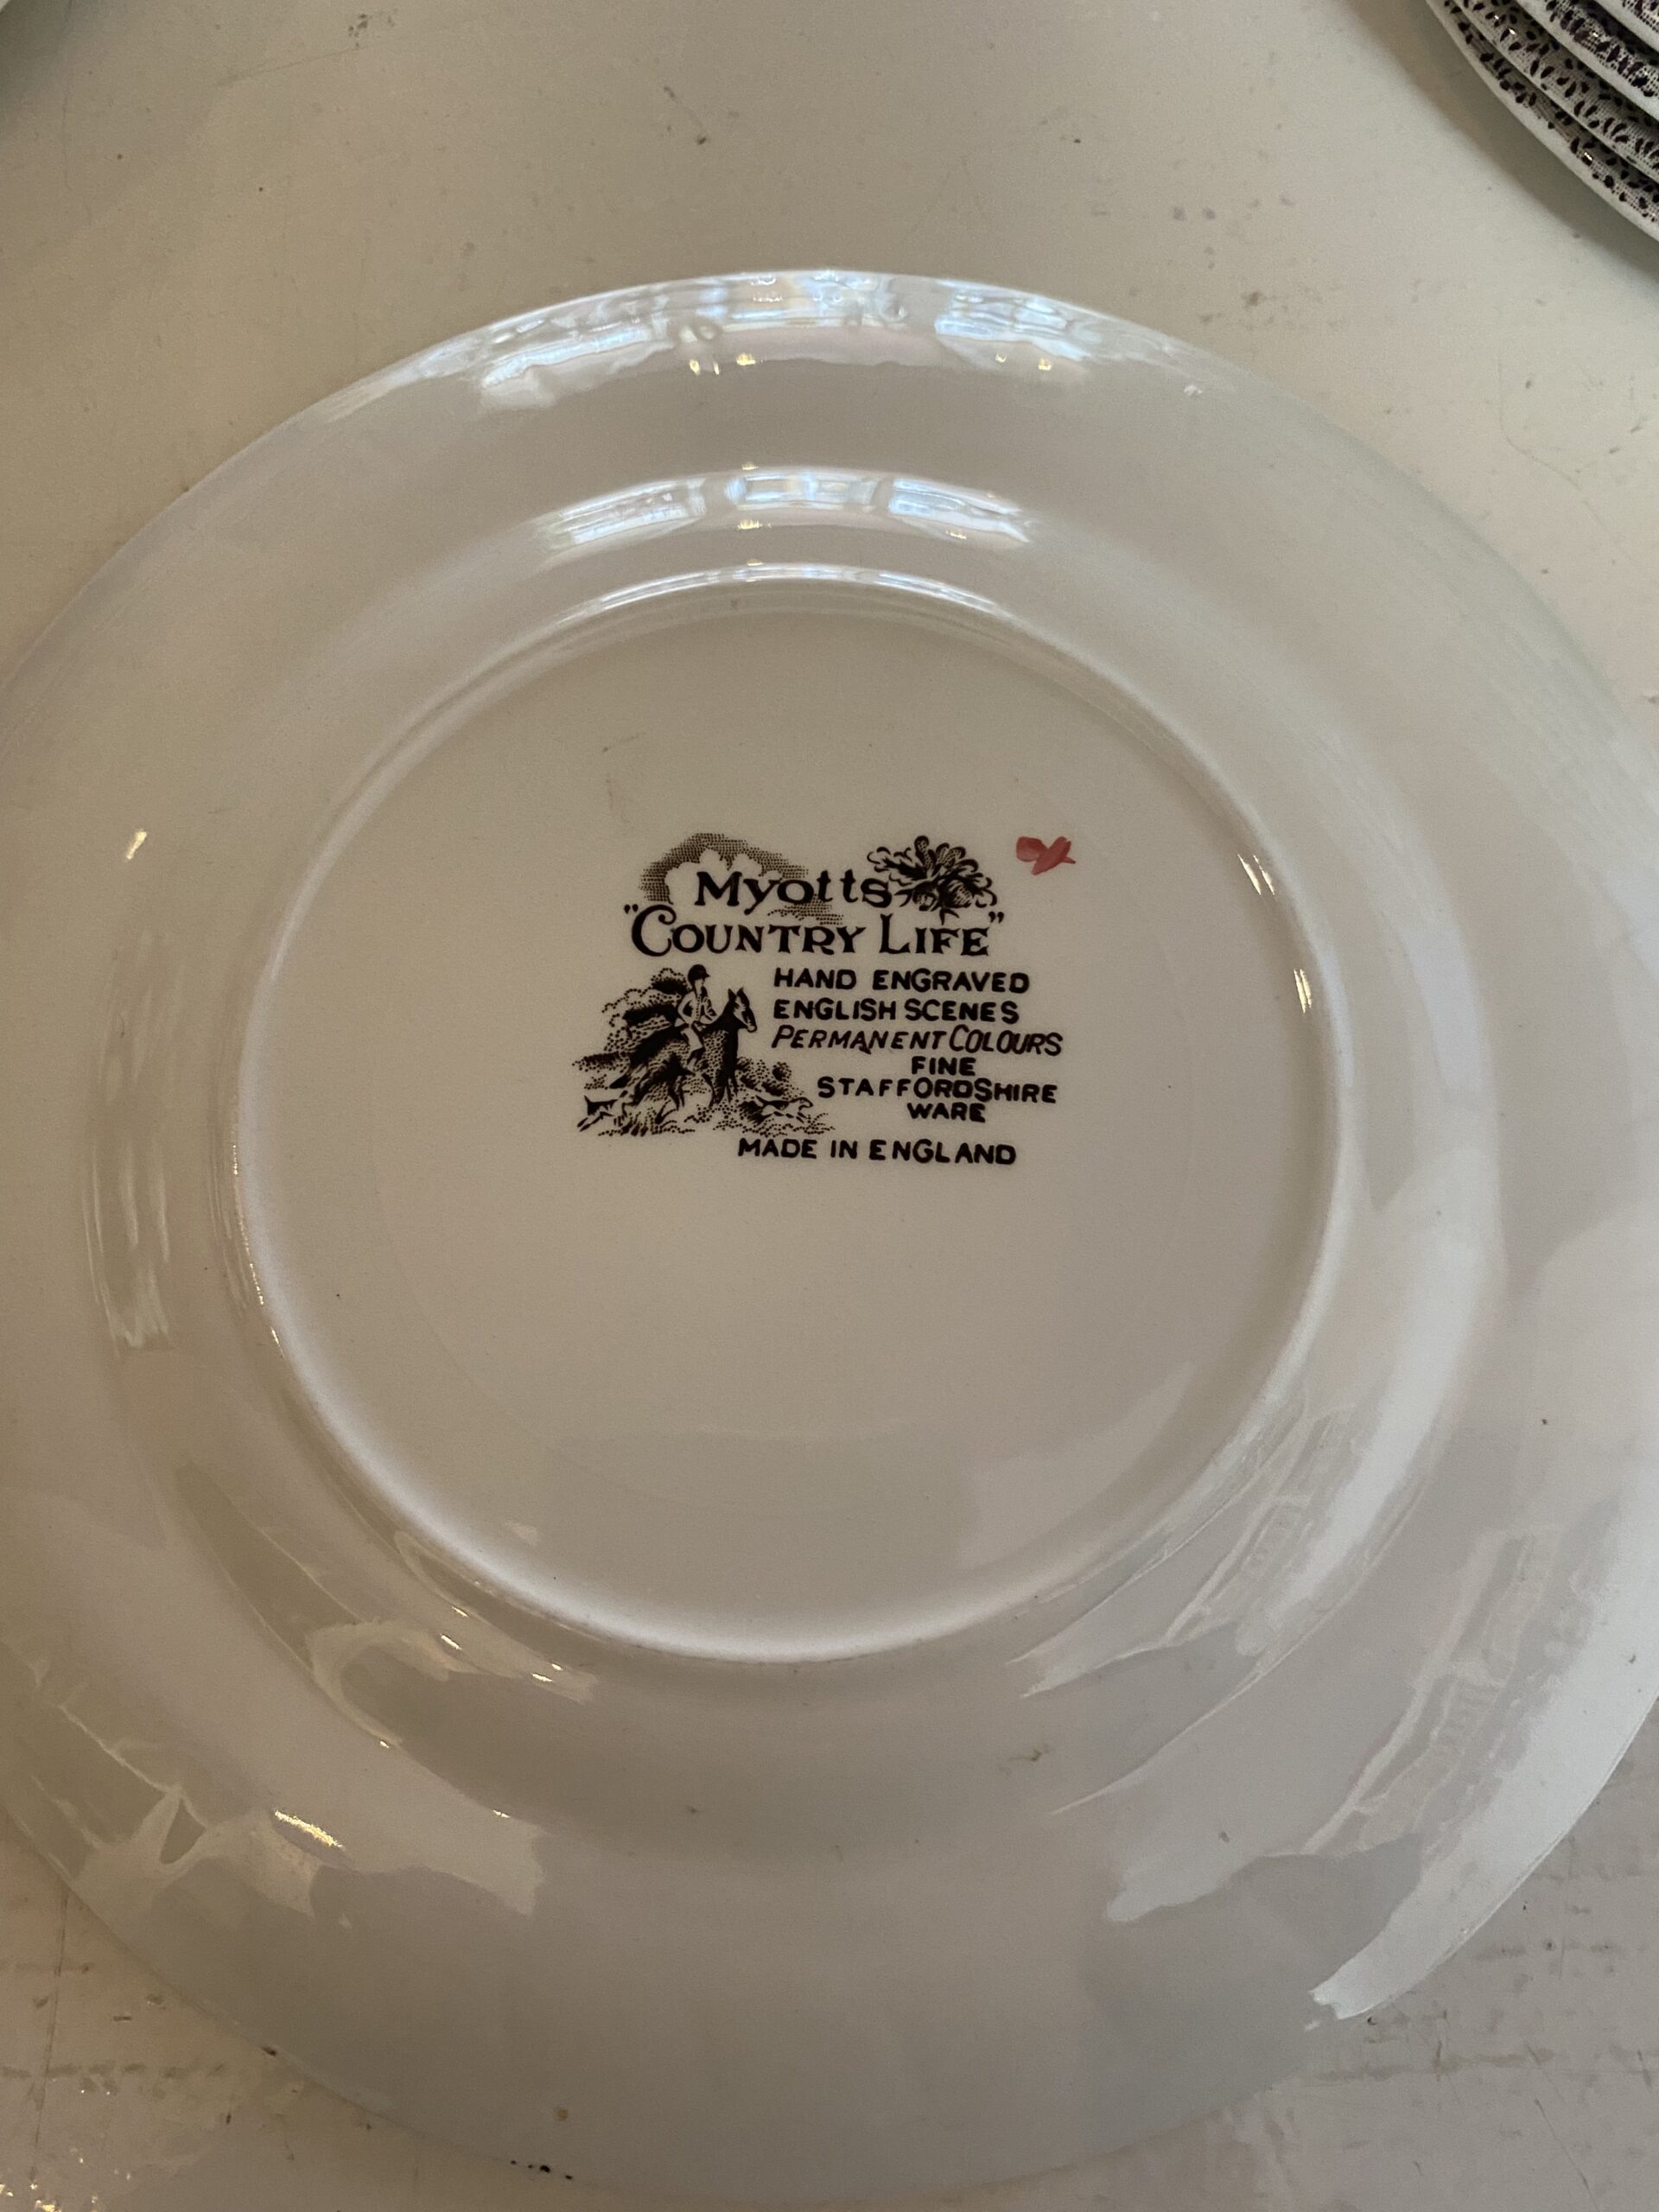 Myotts
"COUNTRY LIFE"
HAND ENGRAVED
ENGLISH SCENES
PERMANENT COLOURS
FINE
STAFFORDSHIRE
WARE
MADE IN ENGLAND